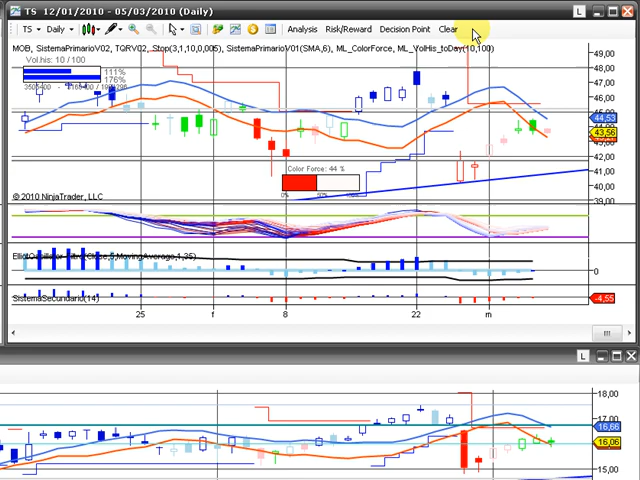 TS 12/01/2010 - 05/03/2010 (Daily)
L
TS Daily Analysis Risk/Reward Decision Point Clear
MOB, SistemaPrimarioV02, TQRV02, Stop(3,1,10,0,005), SistemaPrimarioV01(SMA,6), ML_ColorForce, ML_VolHis_toDay(10,100)
Vol.his: 10 / 100
111%
176%
49,00
48,00
47,00
46,00
44,53
43,56
42,00
41,00
40,00
39,00
Color Force: 44 %
© 2010 NinjaTrader, LLC
0
SistemaSecundario(14)
-4,55
25 f 8 22 m
L
18,00
17,00
16,66
16,06
15,00